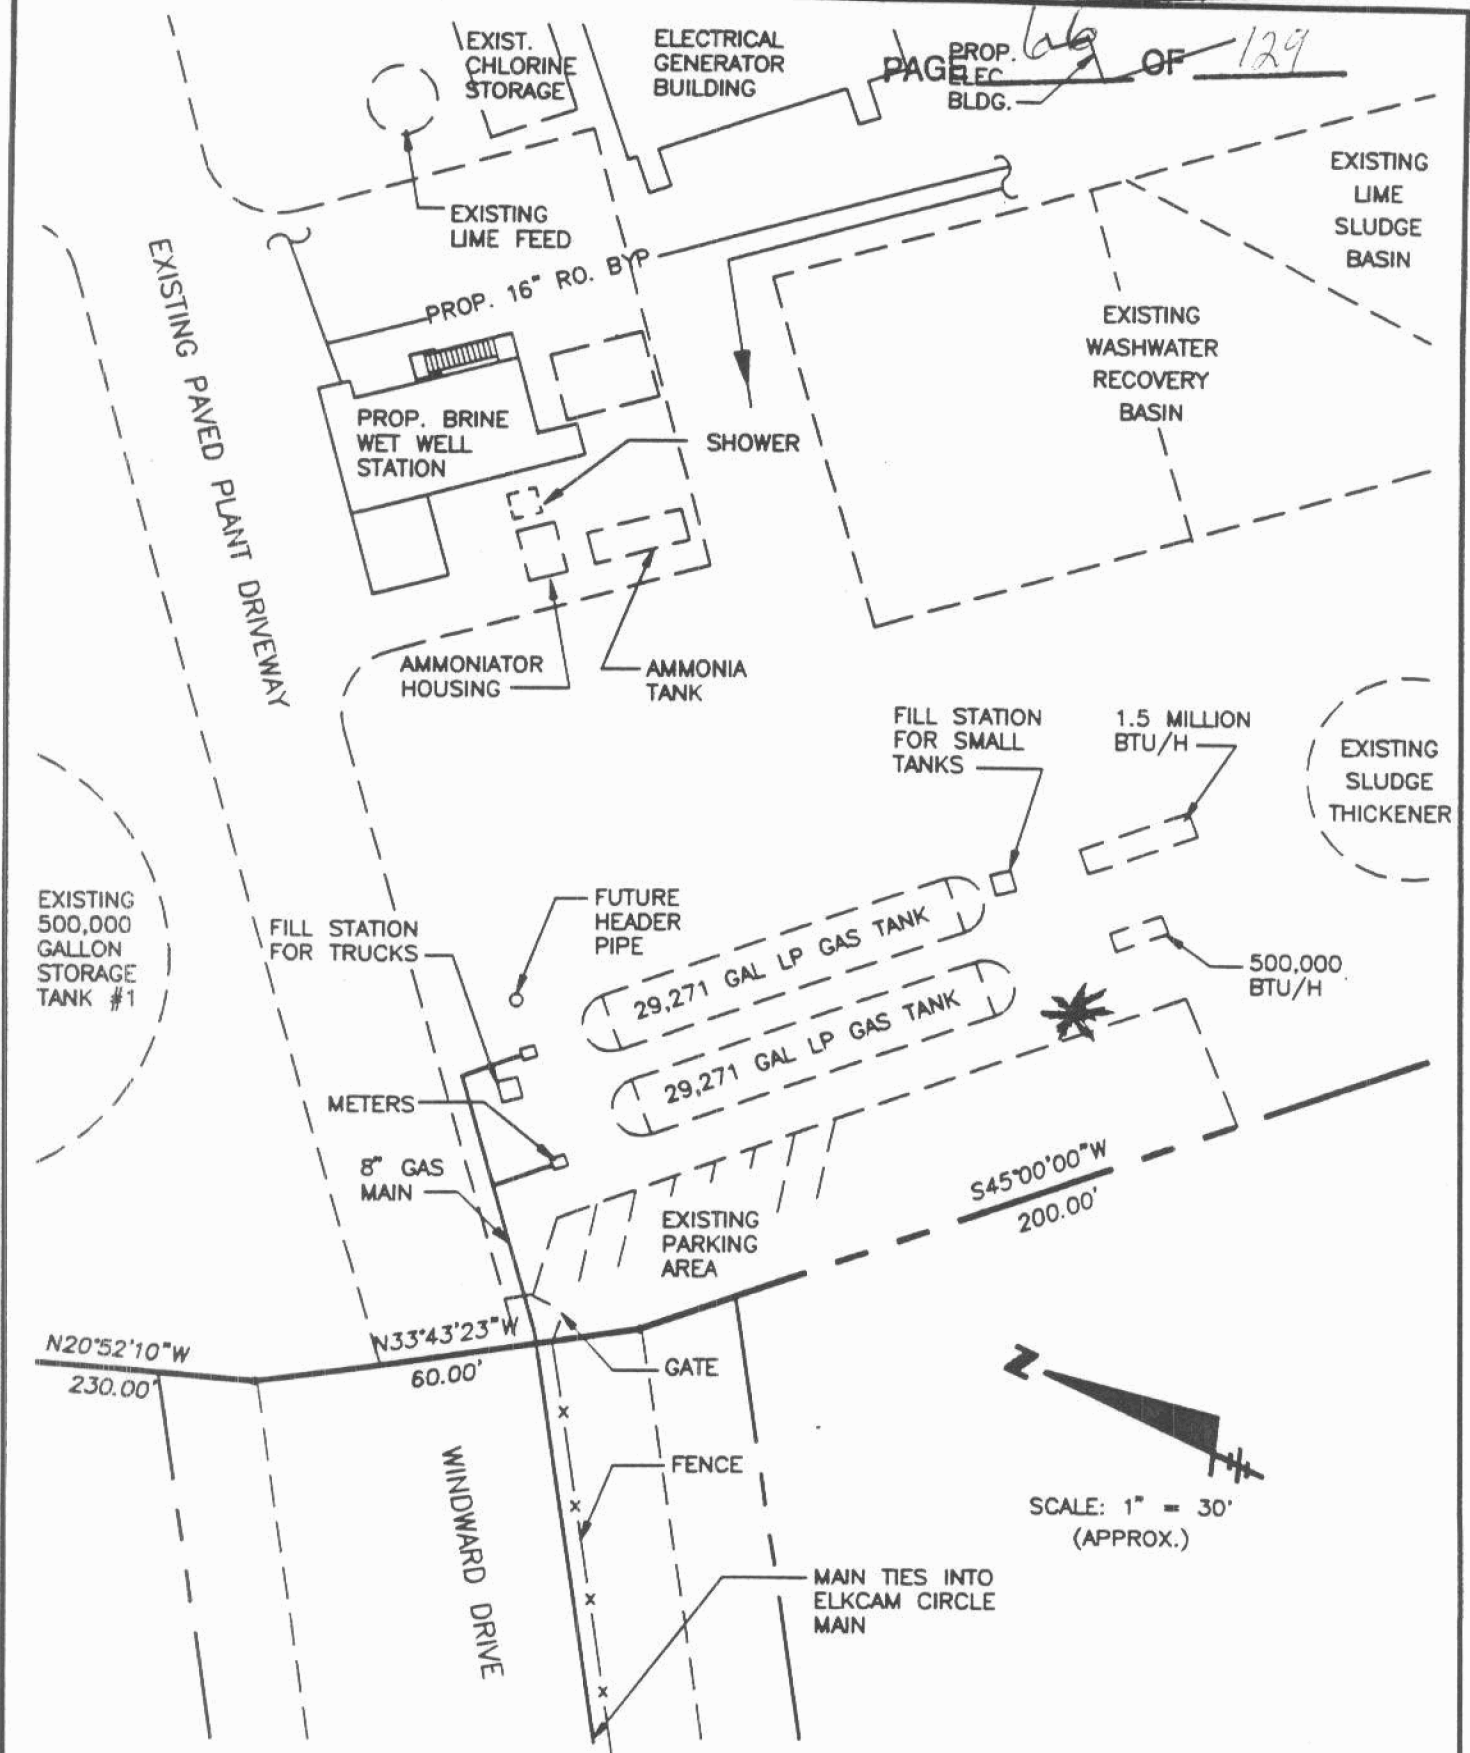 EXIST.
CHLORINE
STORAGE
ELECTRICAL
GENERATOR
BUILDING
PROP.
ELEC
BLDG.
PAGE 66 OF 129
EXISTING
LIME
SLUDGE
BASIN
EXISTING
LIME FEED
EXISTING PAVED PLANT DRIVEWAY
PROP. 16" RO. BYP
EXISTING
WASHWATER
RECOVERY
BASIN
PROP. BRINE
WET WELL
STATION
SHOWER
AMMONIATOR
HOUSING
AMMONIA
TANK
FILL STATION
FOR SMALL
TANKS
1.5 MILLION
BTU/H
EXISTING
SLUDGE
THICKENER
EXISTING
500,000
GALLON
STORAGE
TANK #1
FILL STATION
FOR TRUCKS
FUTURE
HEADER
PIPE
29,271 GAL LP GAS TANK
29,271 GAL LP GAS TANK
500,000
BTU/H
METERS
8" GAS
MAIN
EXISTING
PARKING
AREA
S45°00'00"W
200.00'
N20°52'10"W
230.00'
N33°43'23"W
60.00'
GATE
WINDWARD DRIVE
FENCE
x
x
x
x
N
SCALE: 1" = 30'
(APPROX.)
MAIN TIES INTO
ELKCAM CIRCLE
MAIN